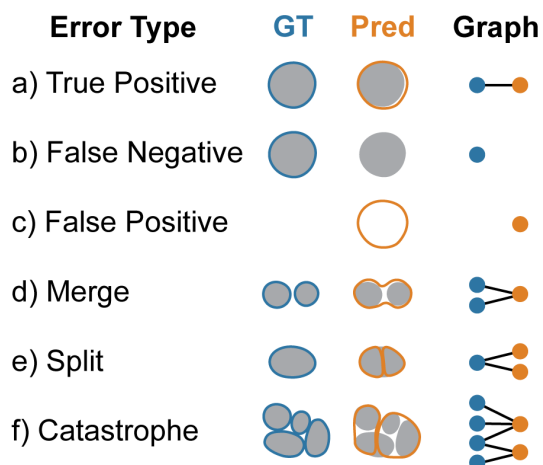 Error Type GT Pred Graph
a) True Positive
b) False Negative
c) False Positive
d) Merge
e) Split
f) Catastrophe